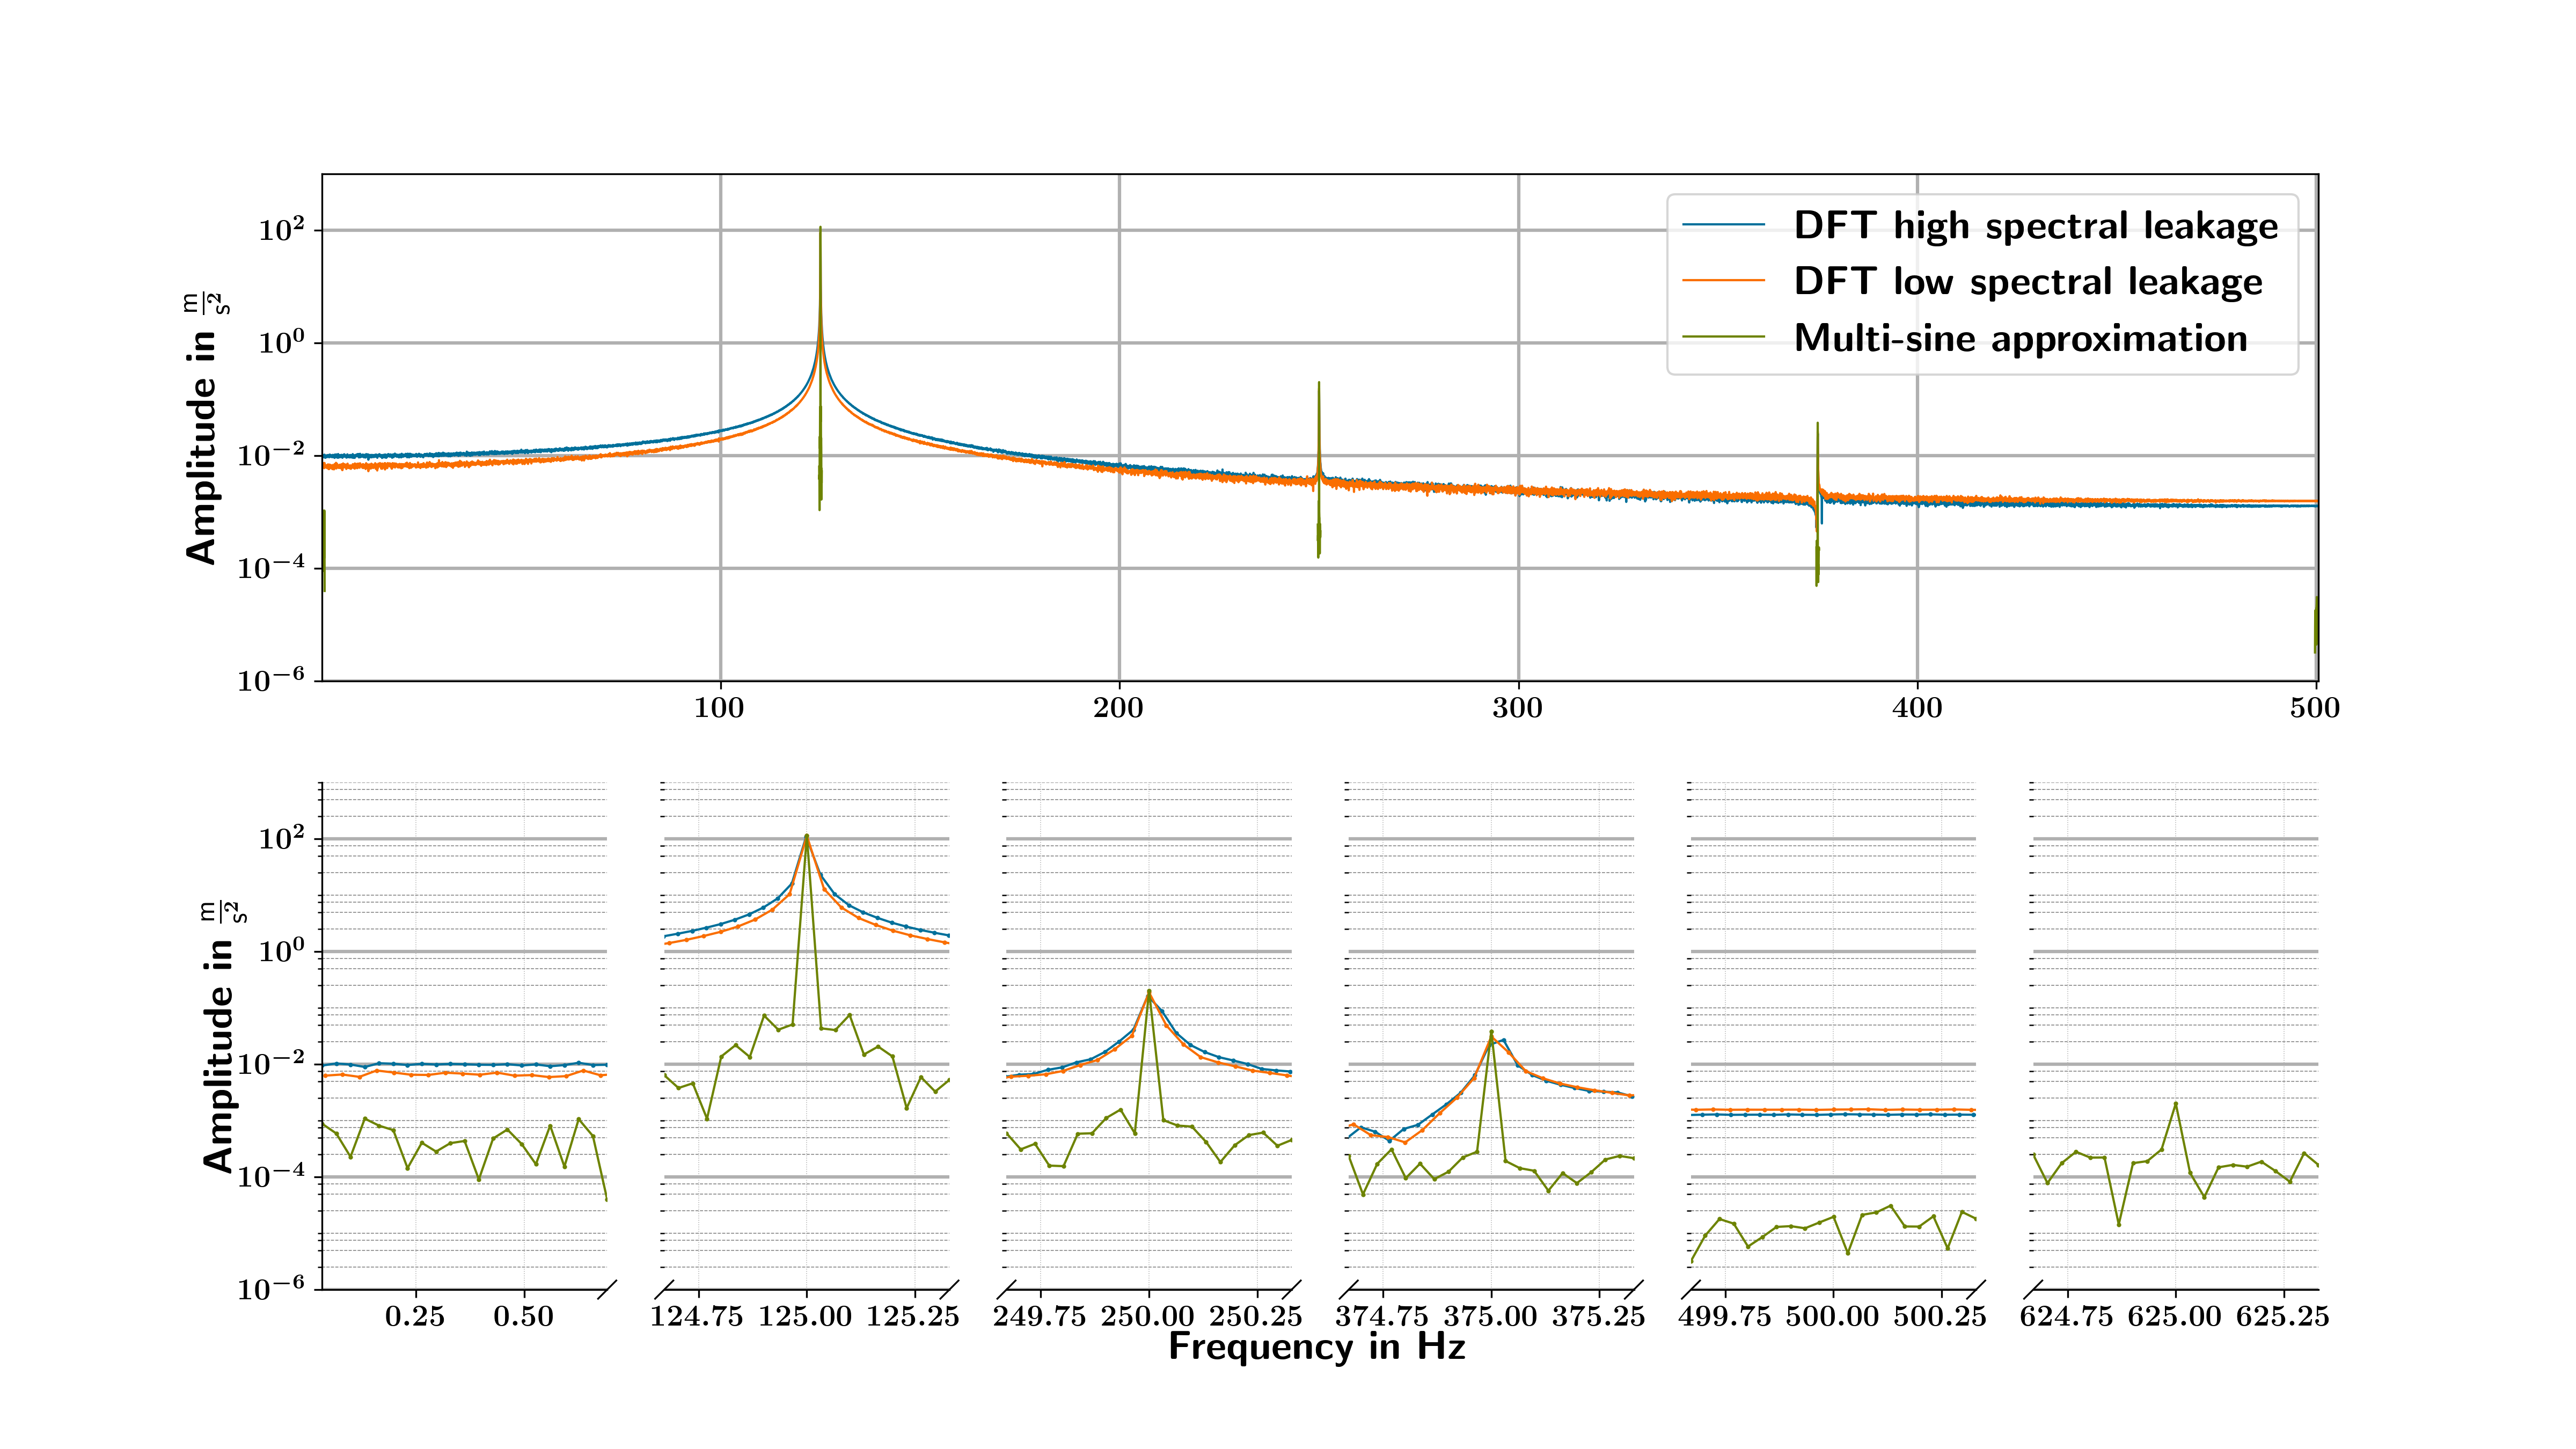 10²
10⁰
10⁻²
10⁻⁴
10⁻⁶
Amplitude in m/s²
DFT high spectral leakage
DFT low spectral leakage
Multi-sine approximation
100 200 300 400 500
10²
10⁰
10⁻²
10⁻⁴
10⁻⁶
Amplitude in m/s²
0.25 0.50 124.75 125.00 125.25 249.75 250.00 250.25 374.75 375.00 375.25 499.75 500.00 500.25 624.75 625.00 625.25
Frequency in Hz